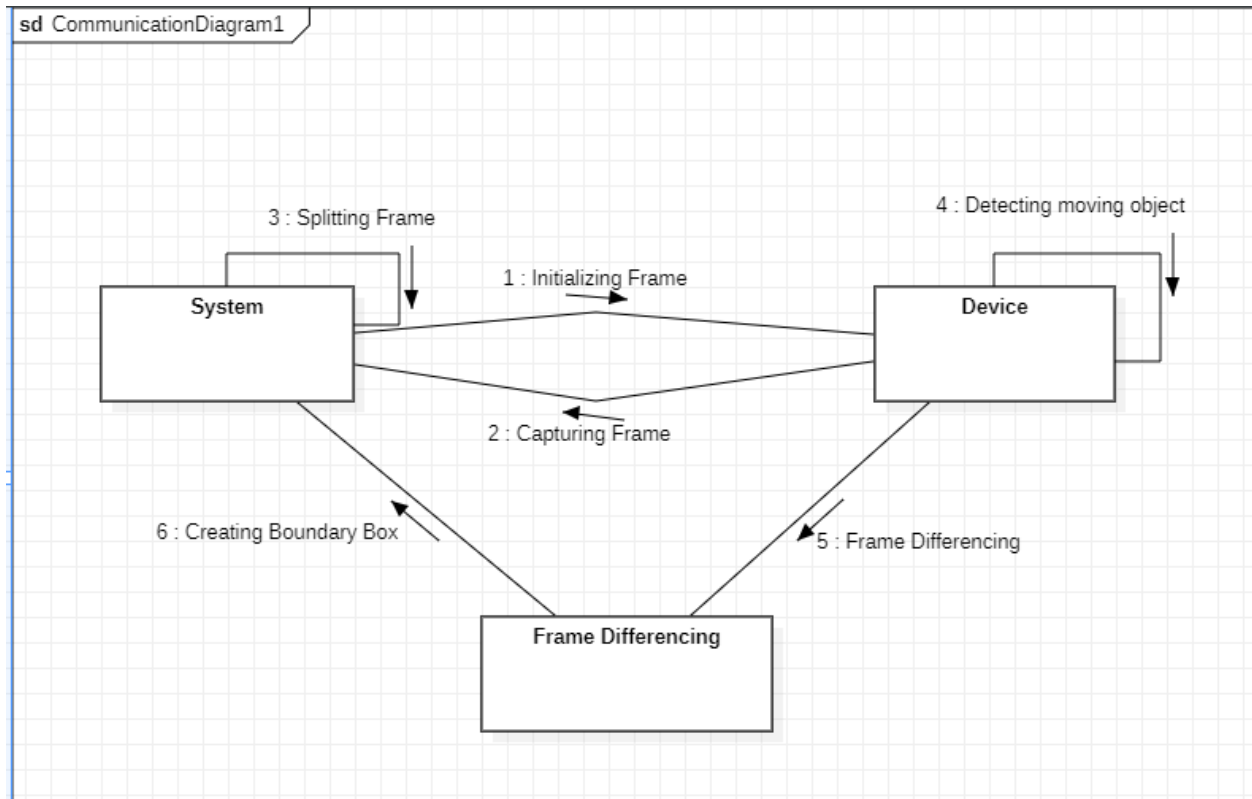 sd CommunicationDiagram1
4 : Detecting moving object
3 : Splitting Frame
1 : Initializing Frame
System
Device
2 : Capturing Frame
6 : Creating Boundary Box
5 : Frame Differencing
Frame Differencing